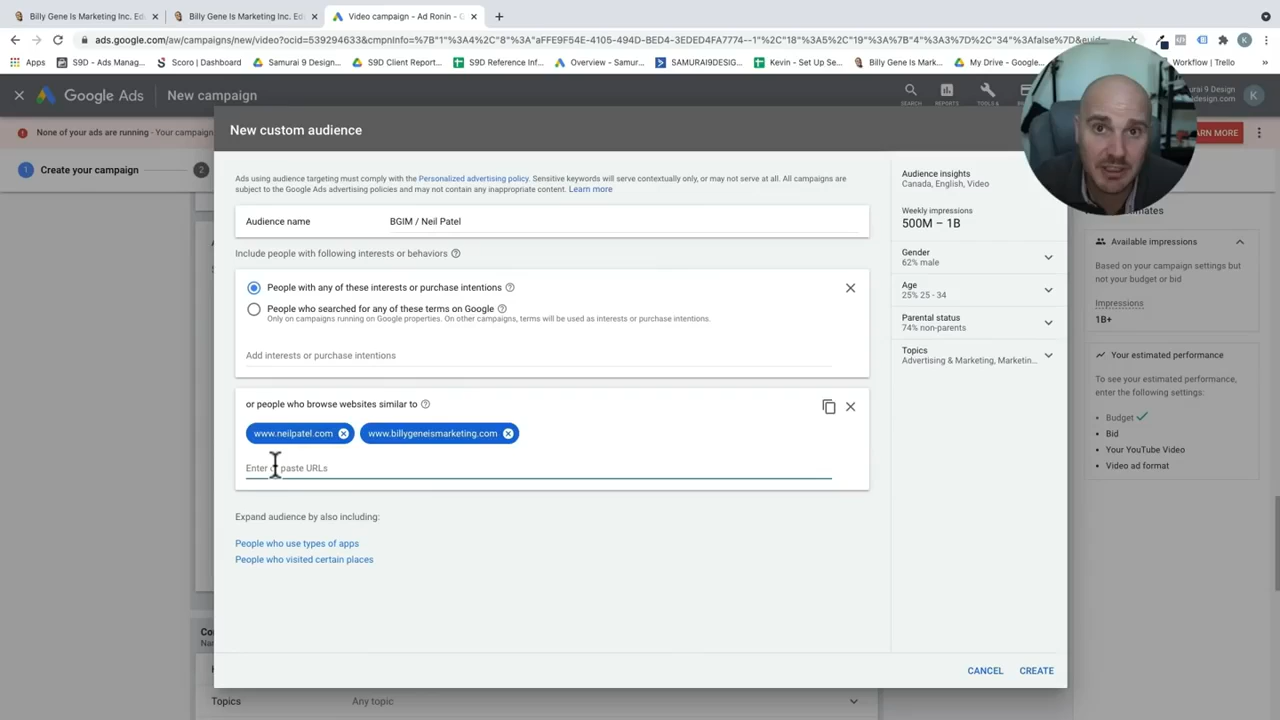 Billy Gene Is Marketing Inc. Ed
Billy Gene Is Marketing Inc. Ed
Video campaign - Ad Ronin - G
ads.google.com/aw/campaigns/new/video?ocid=539294633&cmpnInfo=%7B"1"%3A4%2C"8"%3A"aFFE9F54E-4105-494D-BED4-3EDED4FA7774--1"%2C"18"%3A5%2C"19"%3A%7B"4"%3A3%7D%2C"34"%3Afalse%7D&euid=
Apps
S9D - Ads Manag...
Scoro | Dashboard
Samurai 9 Design...
S9D Client Report...
S9D Reference Inf...
Overview - Samur...
SAMURAI9DESIG...
Kevin - Set Up Se...
Billy Gene Is Mark...
My Drive - Goog
Workflow | Trello
Google Ads
New campaign
SEARCH
REPORTS
TOOLS &
None of your ads are running - Your campaign
ARN MORE
1 Create your campaign
2
New custom audience
Ads using audience targeting must comply with the Personalized advertising policy. Sensitive keywords will serve contextually only, or may not serve at all. All campaigns are
subject to the Google Ads advertising policies and may not contain any inappropriate content. Learn more
Audience name
BGIM / Neil Patel
Include people with following interests or behaviors
People with any of these interests or purchase intentions
People who searched for any of these terms on Google
Only on campaigns running on Google properties. On other campaigns, terms will be used as interests or purchase intentions.
Add interests or purchase intentions
or people who browse websites similar to
www.neilpatel.com
www.billygeneismarketing.com
Enter paste URLs
Expand audience by also including:
People who use types of apps
People who visited certain places
CANCEL
CREATE
Audience insights
Canada, English, Video
Weekly impressions
500M – 1B
Gender
62% male
Age
25% 25 - 34
Parental status
74% non-parents
Topics
Advertising & Marketing, Marketin...
Available impressions
Based on your campaign settings but
not your budget or bid
Impressions
1B+
Your estimated performance
To see your estimated performance,
enter the following settings:
Budget
Bid
Your YouTube Video
Video ad format
Topics
Any topic